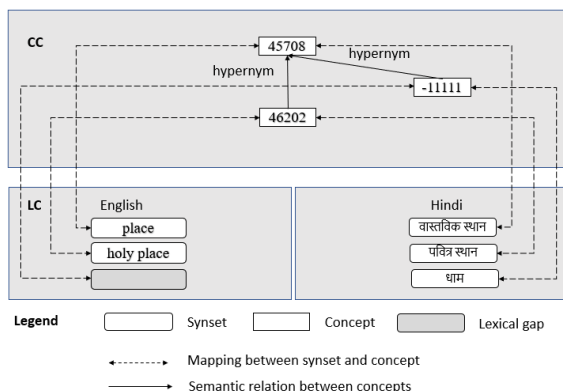 CC
45708
hypernym
hypernym
-11111
46202
LC
English
Hindi
place
वास्तविक स्थान
holy place
पवित्र स्थान
धाम
Legend
Synset
Concept
Lexical gap
Mapping between synset and concept
Semantic relation between concepts